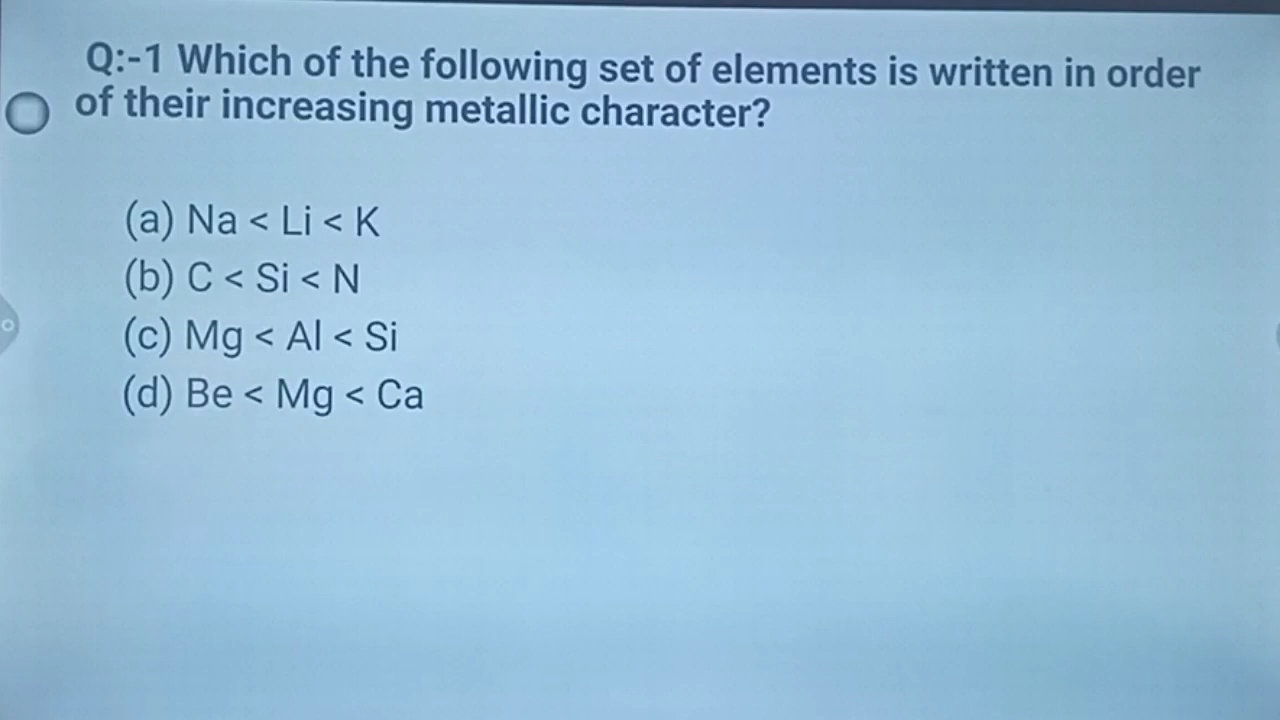 Q:-1 Which of the following set of elements is written in order
of their increasing metallic character?
(a) Na < Li < K
(b) C < Si < N
(c) Mg < Al < Si
(d) Be < Mg < Ca